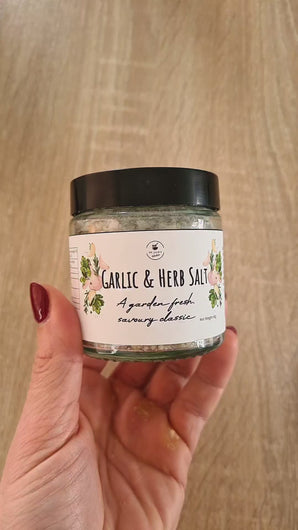 GARLIC & HERB SALT
A garden fresh,
savoury classic